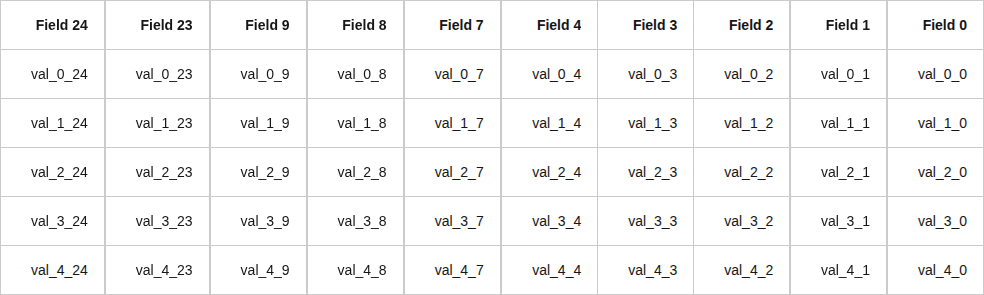 Field 24 Field 23 Field 9 Field 8 Field 7 Field 4 Field 3 Field 2 Field 1 Field 0
val_0_24 val_0_23 val_0_9 val_0_8 val_0_7 val_0_4 val_0_3 val_0_2 val_0_1 val_0_0
val_1_24 val_1_23 val_1_9 val_1_8 val_1_7 val_1_4 val_1_3 val_1_2 val_1_1 val_1_0
val_2_24 val_2_23 val_2_9 val_2_8 val_2_7 val_2_4 val_2_3 val_2_2 val_2_1 val_2_0
val_3_24 val_3_23 val_3_9 val_3_8 val_3_7 val_3_4 val_3_3 val_3_2 val_3_1 val_3_0
val_4_24 val_4_23 val_4_9 val_4_8 val_4_7 val_4_4 val_4_3 val_4_2 val_4_1 val_4_0